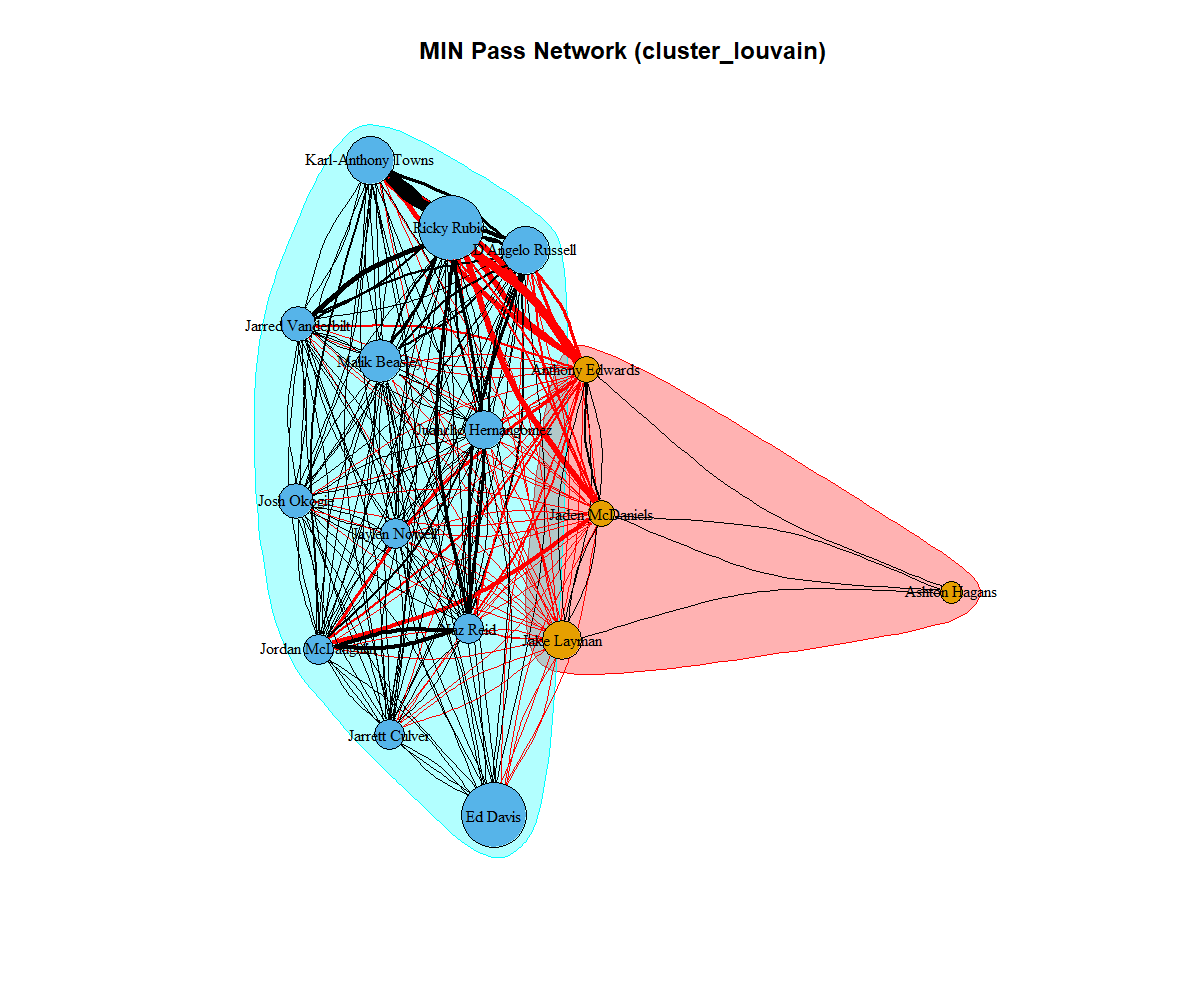 MIN Pass Network (cluster_louvain)
Karl-Anthony Towns
Ricky Rubio
D'Angelo Russell
Jarred Vanderbilt
Malik Beasley
Anthony Edwards
Juancho Hernangomez
Josh Okogie
Jaden McDaniels
Jaylen Nowell
Ashton Hagans
Naz Reid
Jake Layman
Jordan McLaughlin
Jarrett Culver
Ed Davis